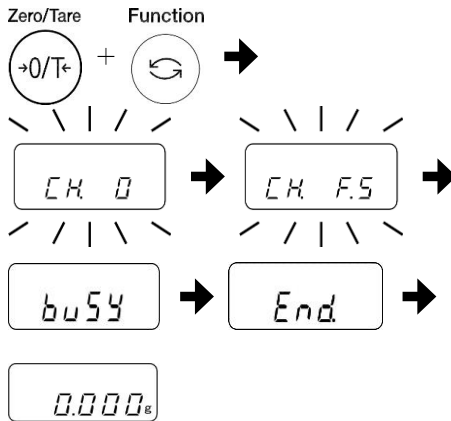 Zero/Tare Function
→0/T← +
CH. 0 CH. F.S
buSY End.
0.000g